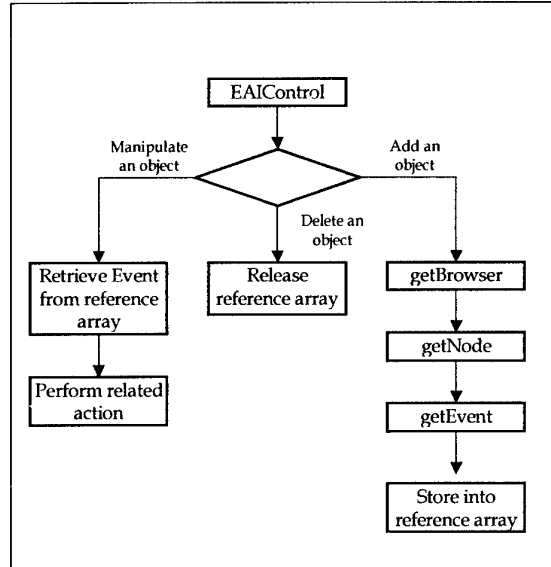 EAIControl
Manipulate
an object
Add an
object
Delete an
object
Retrieve Event
from reference
array
Release
reference array
getBrowser
getNode
Perform related
action
getEvent
Store into
reference array